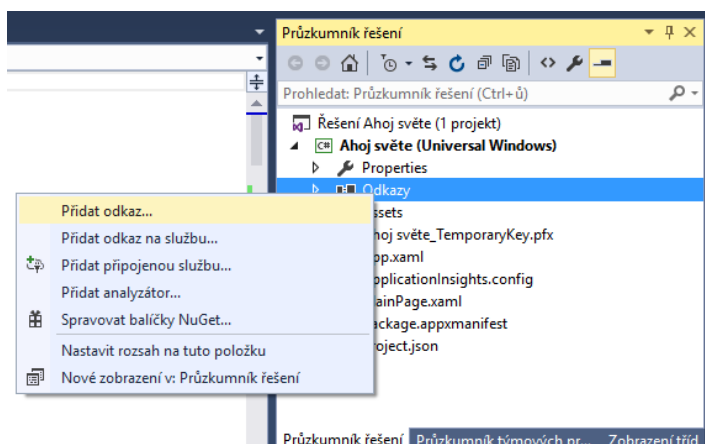 Průzkumník řešení
Prohledat: Průzkumník řešení (Ctrl+ů)
Řešení Ahoj světe (1 projekt)
C# Ahoj světe (Universal Windows)
Properties
Odkazy
ssets
hoj světe_TemporaryKey.pfx
pp.xaml
pplicationInsights.config
ainPage.xaml
ackage.appxmanifest
roject.json
Přidat odkaz...
Přidat odkaz na službu...
Přidat připojenou službu...
Přidat analyzátor...
Spravovat balíčky NuGet...
Nastavit rozsah na tuto položku
Nové zobrazení v: Průzkumník řešení
Průzkumník řešení Průzkumník týmových pr... Zobrazení tříd